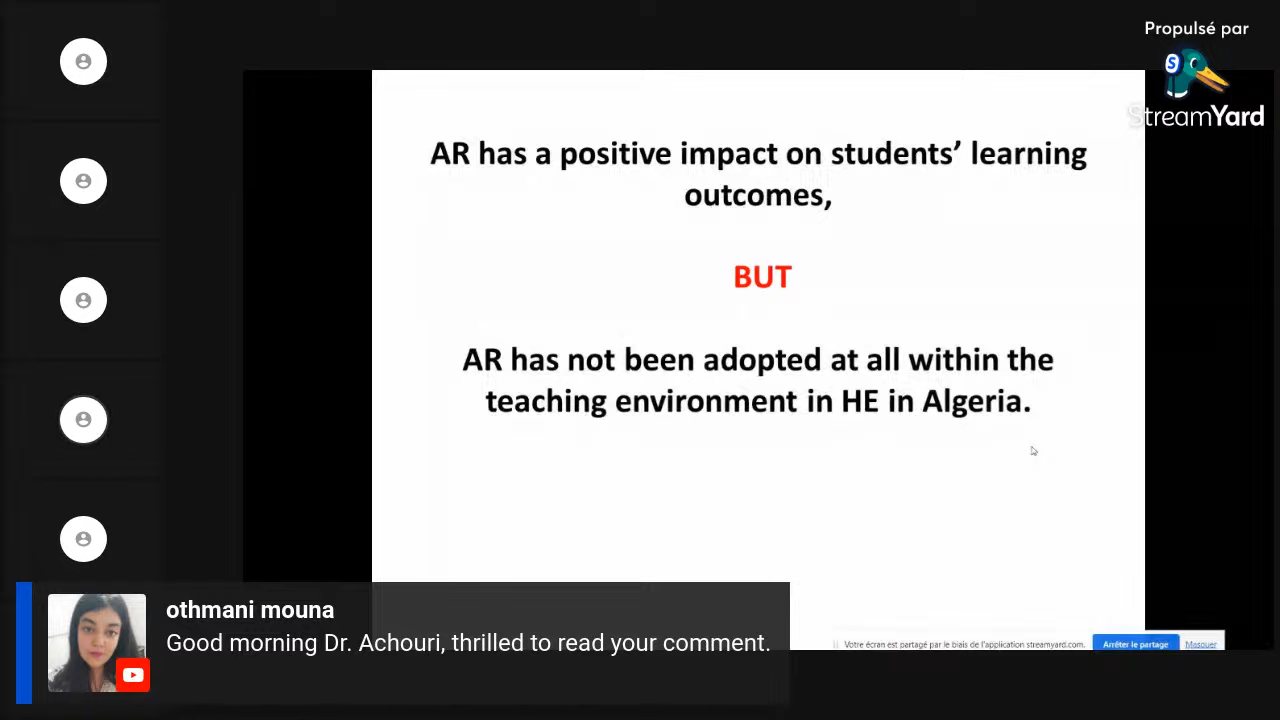 Propulsé par
StreamYard
AR has a positive impact on students’ learning
outcomes,
BUT
AR has not been adopted at all within the
teaching environment in HE in Algeria.
othmani mouna
Good morning Dr. Achouri, thrilled to read your comment.
Votre écran est partagé par le biais de l'application streamyard.com.
Arrêter le partage
Masquer